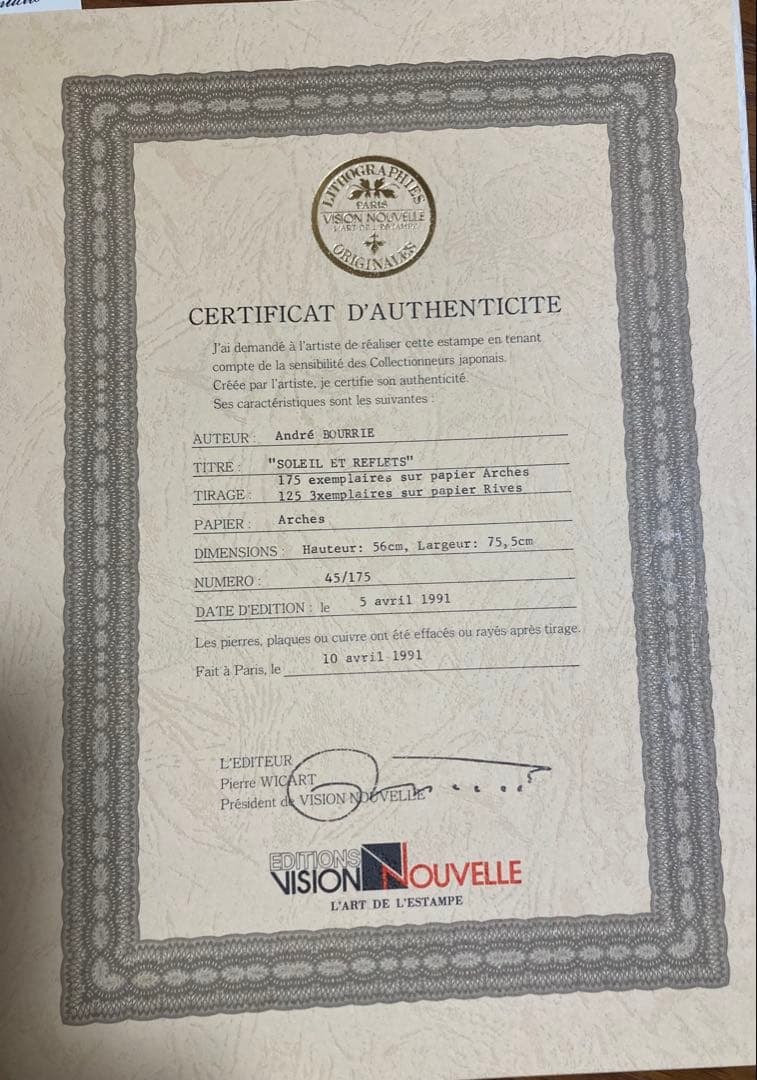 LITHOGRAPHIES
PARIS
VISION NOUVELLE
L'ART DE L'ESTAMPE
ORIGINALES
CERTIFICAT D'AUTHENTICITE
J'ai demandé à l'artiste de réaliser cette estampe en tenant
compte de la sensibilité des Collectionneurs japonais.
Créée par l'artiste, je certifie son authenticité.
Ses caractéristiques sont les suivantes :
AUTEUR : André BOURRIE
TITRE : "SOLEIL ET REFLETS"
175 exemplaires sur papier Arches
TIRAGE : 125 3xemplaires sur papier Rives
PAPIER : Arches
DIMENSIONS : Hauteur: 56cm, Largeur: 75,5cm
NUMERO : 45/175
DATE D'EDITION : le 5 avril 1991
Les pierres, plaques ou cuivre ont été effacés ou rayés après tirage.
Fait à Paris, le 10 avril 1991
L'EDITEUR
Pierre WICART
Président de VISION NOUVELLE
EDITIONS
VISION NOUVELLE
L'ART DE L'ESTAMPE